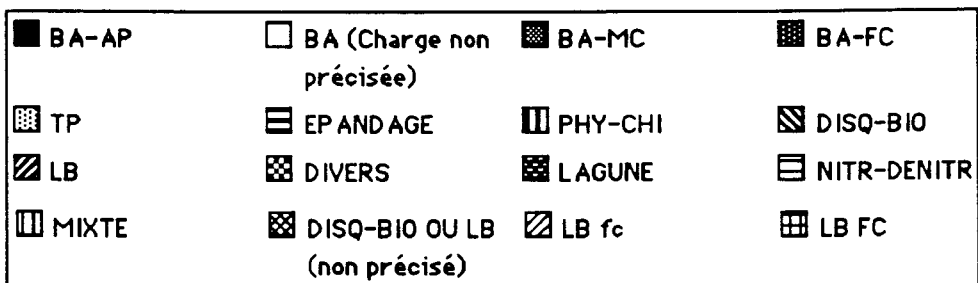 BA-AP BA (Charge non précisée) BA-MC BA-FC
TP EPANDAGE PHY-CHI DISQ-BIO
LB DIVERS LAGUNE NITR-DENITR
MIXTE DISQ-BIO OU LB (non précisé) LB fc LB FC